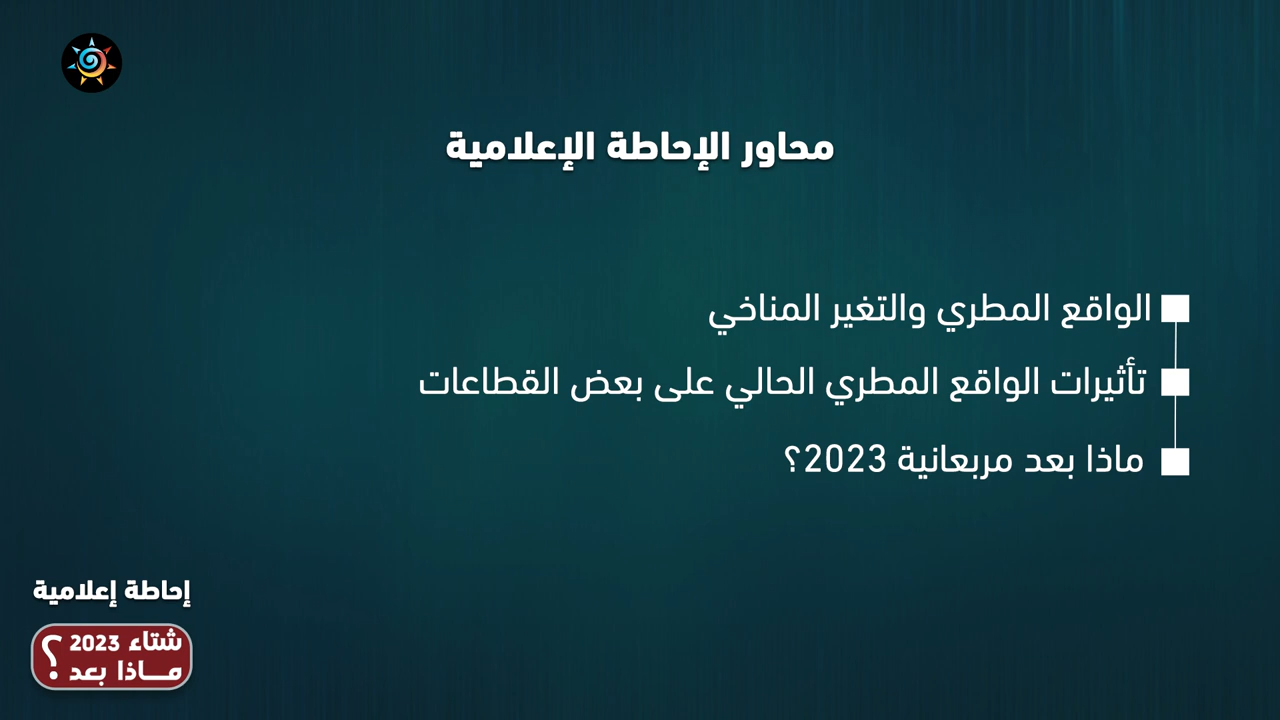 محاور الإحاطة الإعلامية
الواقع المطري والتغير المناخي
تأثيرات الواقع المطري الحالي على بعض القطاعات
ماذا بعد مربعانية 2023؟
إحاطة إعلامية
شتاء 2023
مـــاذا بعد ؟